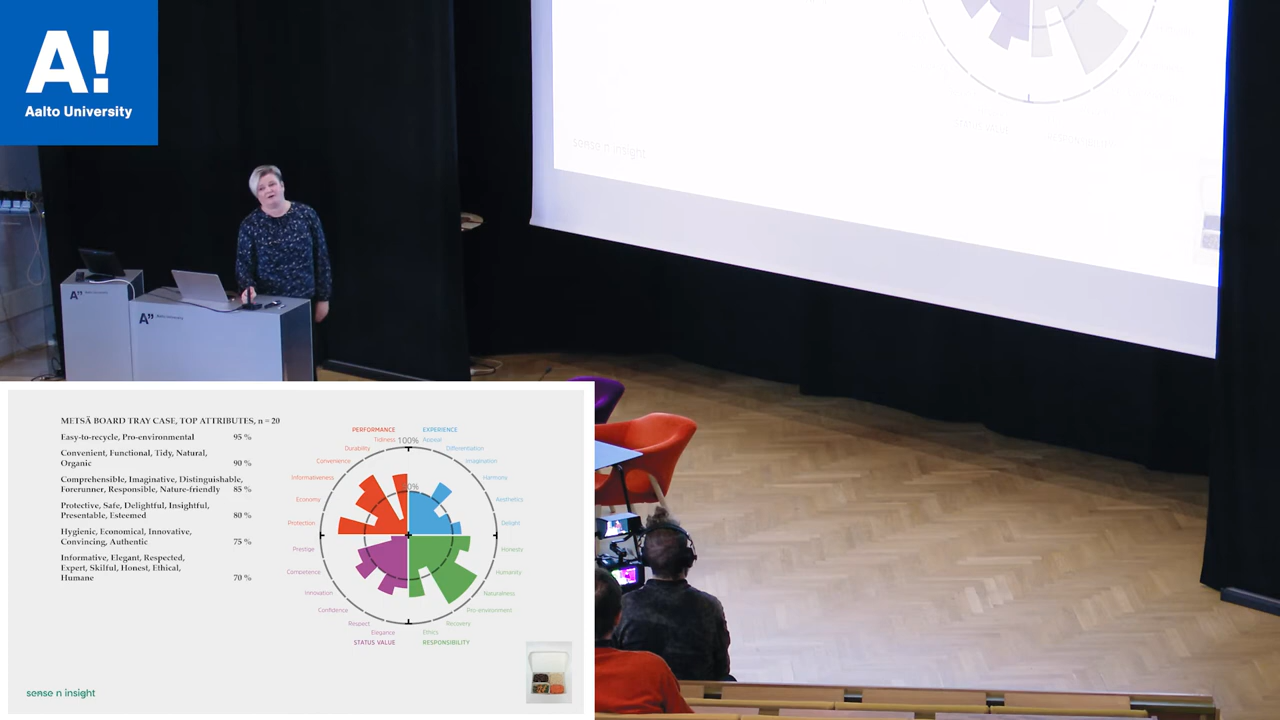 A!
Aalto University
sense n insight
A"
A"
METSÄ BOARD TRAY CASE, TOP ATTRIBUTES, n = 20
Easy-to-recycle, Pro-environmental 95 %
Convenient, Functional, Tidy, Natural,
Organic 90 %
Comprehensible, Imaginative, Distinguishable,
Forerunner, Responsible, Nature-friendly 85 %
Protective, Safe, Delightful, Insightful,
Presentable, Esteemed 80 %
Hygienic, Economical, Innovative,
Convincing, Authentic 75 %
Informative, Elegant, Respected,
Expert, Skilful, Honest, Ethical,
Humane 70 %
PERFORMANCE EXPERIENCE
Tidiness 100% Appeal
Durability Differentiation
Convenience Imagination
Informativeness Harmony
Economy Aesthetics
Protection Delight
Prestige Honesty
Competence Humanity
Innovation Naturalness
Confidence Pro-environment
Respect Recovery
Elegance Ethics
STATUS VALUE RESPONSIBILITY
sense n insight